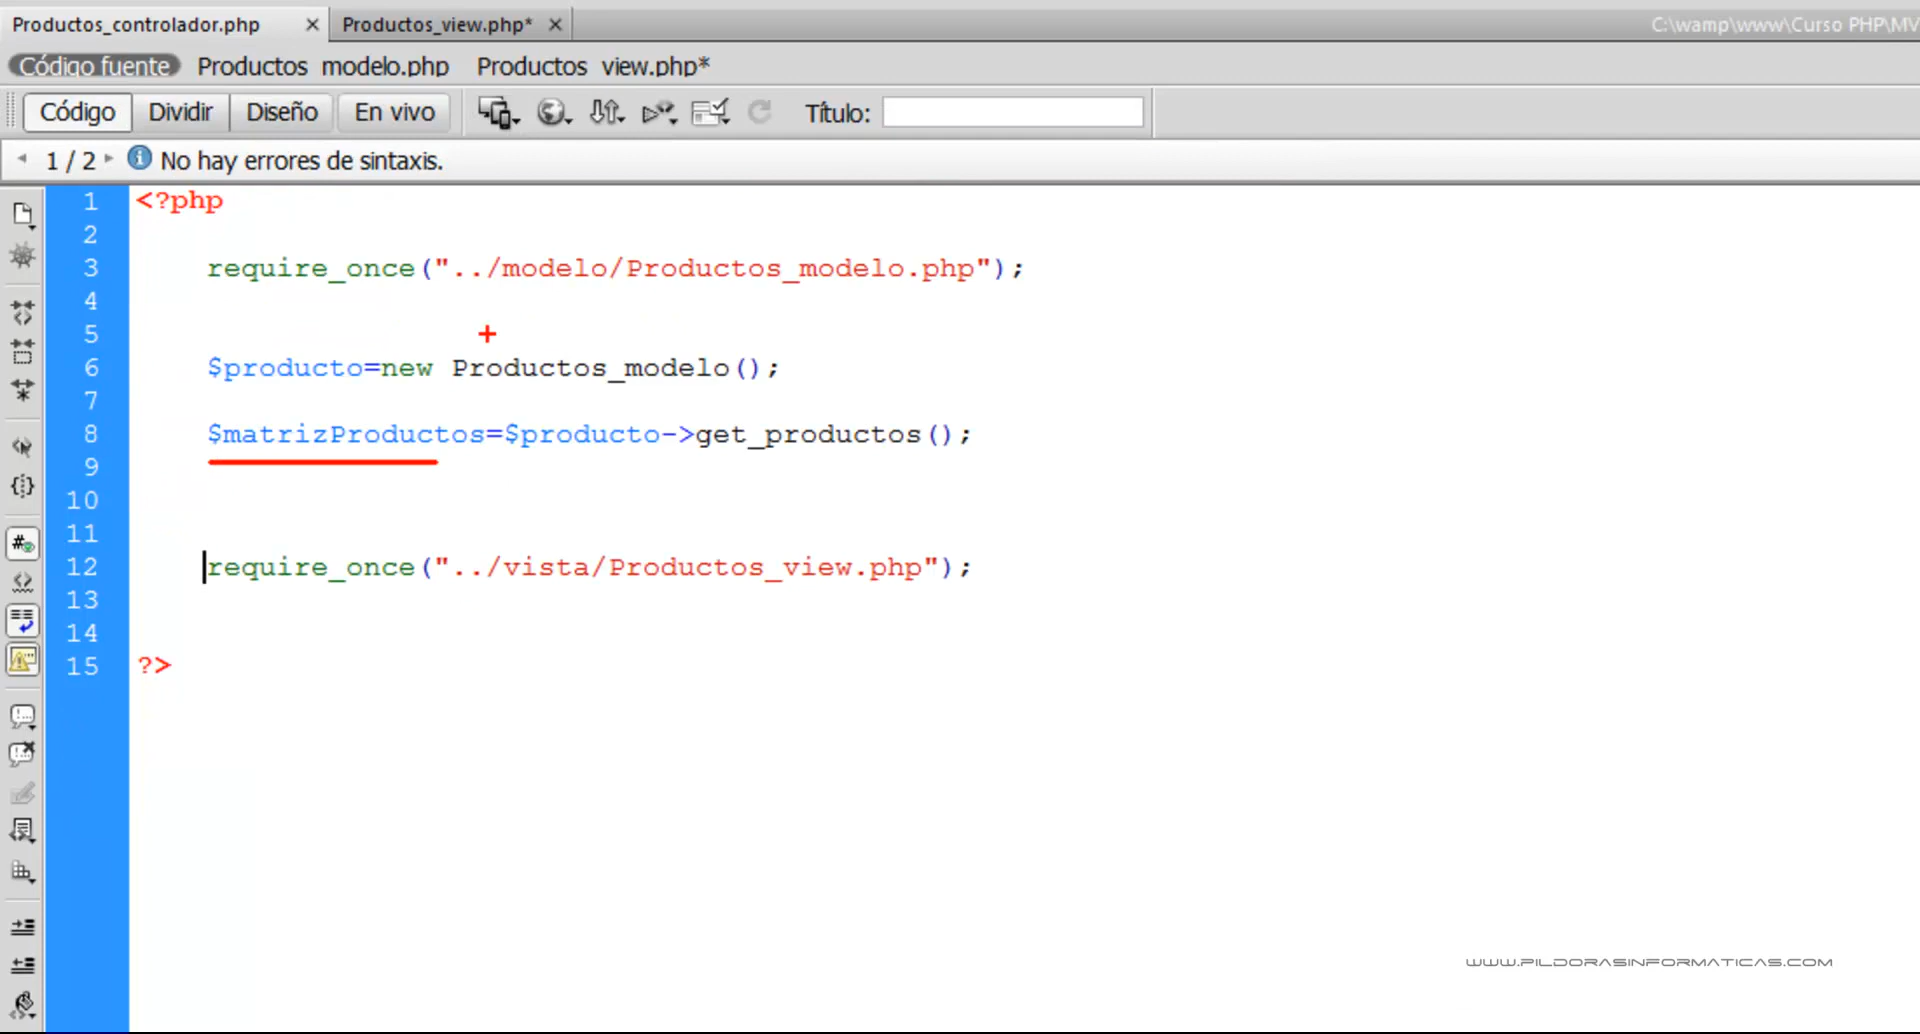 Productos_controlador.php × Productos_view.php* × C:\wamp\www\Curso PHP\MV
Código fuente Productos_modelo.php Productos_view.php*
Código Dividir Diseño En vivo Título:
1 / 2 No hay errores de sintaxis.
1 <?php
2
3 require_once("../modelo/Productos_modelo.php");
4
5
6 $producto=new Productos_modelo();
7
8 $matrizProductos=$producto->get_productos();
9
10
11
12 require_once("../vista/Productos_view.php");
13
14
15 ?>
WWW.PILDORASINFORMATICAS.COM